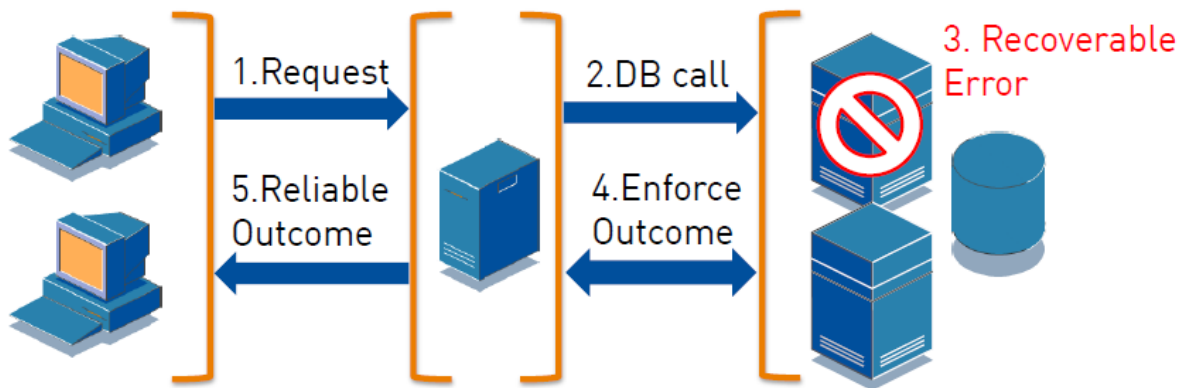 1.Request
2.DB call
3. Recoverable
Error
5.Reliable
Outcome
4.Enforce
Outcome